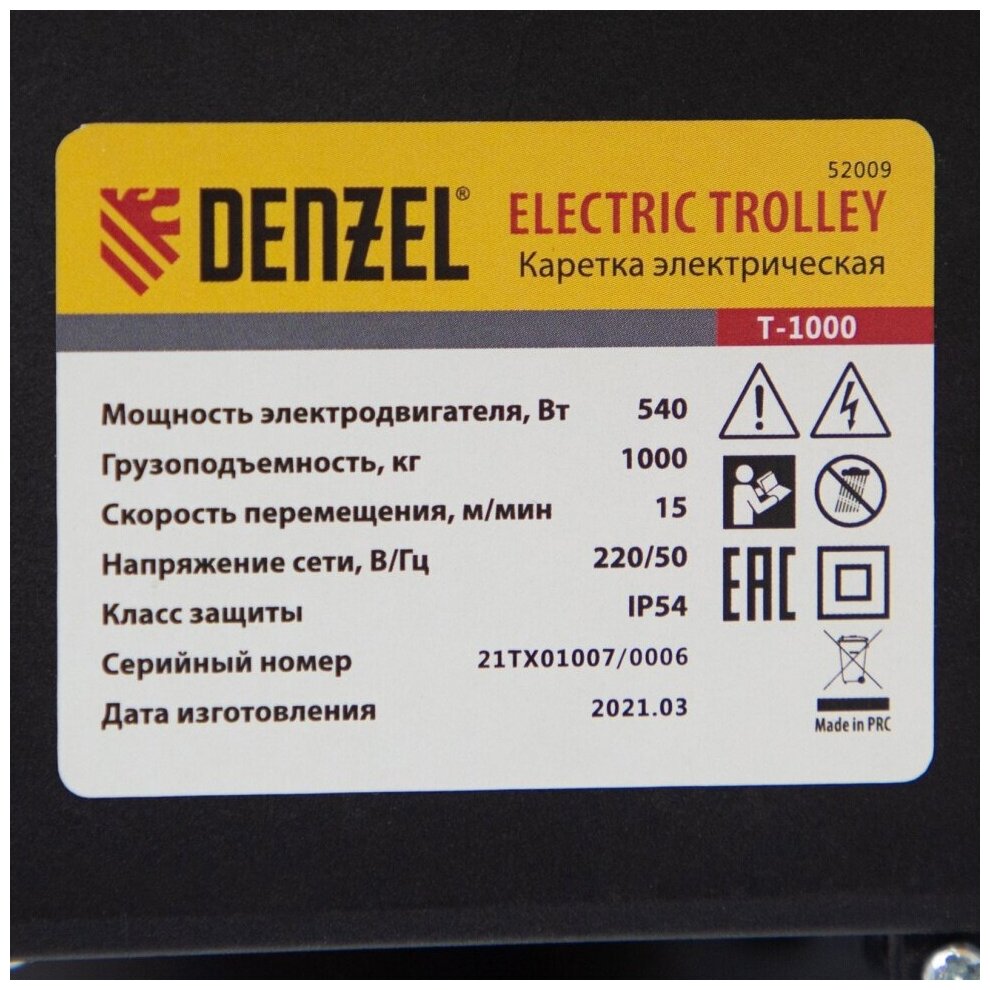 52009
DENZEL® ELECTRIC TROLLEY
Каретка электрическая
T-1000
Мощность электродвигателя, Вт 540
Грузоподъемность, кг 1000
Скорость перемещения, м/мин 15
Напряжение сети, В/Гц 220/50
Класс защиты IP54
Серийный номер 21TX01007/0006
Дата изготовления 2021.03
EAC
Made in PRC